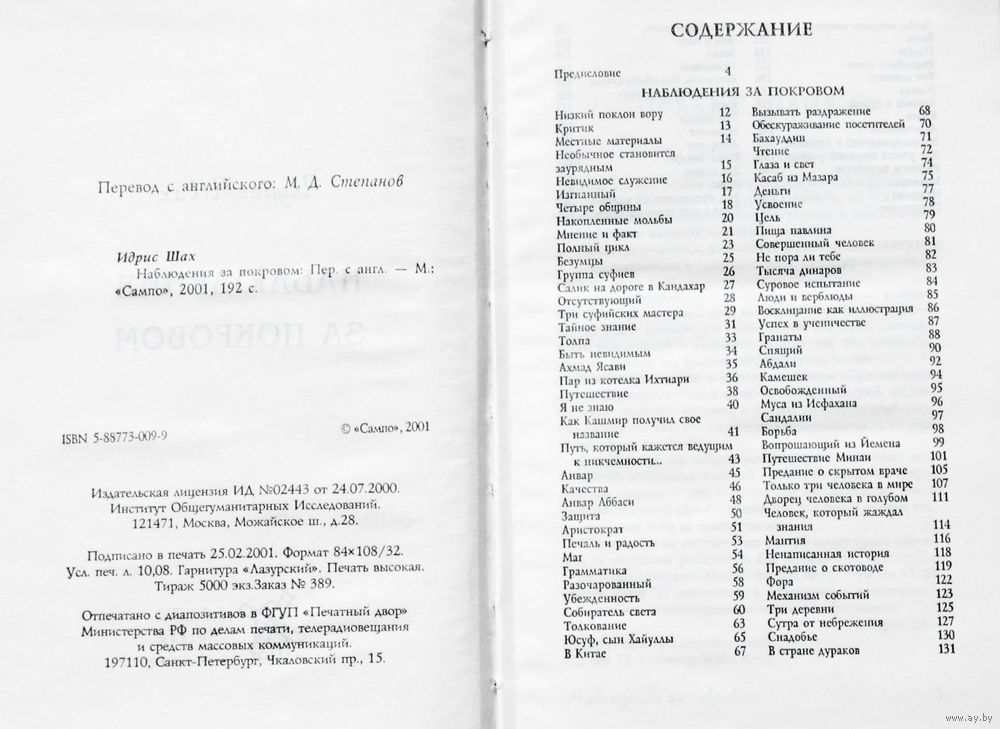 Перевод с английского: М. Д. Степанов
Идрис Шах
Наблюдения за покровом: Пер. с англ. — М.:
«Сампо», 2001, 192 с.
ISBN 5-88773-009-9
© «Сампо», 2001
Издательская лицензия ИД №02443 от 24.07.2000.
Институт Общегуманитарных Исследований.
121471, Москва, Можайское ш., д.28.
Подписано в печать 25.02.2001. Формат 84×108/32.
Усл. печ. л. 10,08. Гарнитура «Лазурский». Печать высокая.
Тираж 5000 экз.Заказ № 389.
Отпечатано с диапозитивов в ФГУП «Печатный двор»
Министерства РФ по делам печати, телерадиовещания
и средств массовых коммуникаций.
197110, Санкт-Петербург, Чкаловский пр., 15.
СОДЕРЖАНИЕ
Предисловие 4
НАБЛЮДЕНИЯ ЗА ПОКРОВОМ
Низкий поклон вору 12
Критик 13
Местные материалы 14
Необычное становится
заурядным 15
Невидимое служение 16
Изгнанный 17
Четыре общины 18
Накопленные мольбы 20
Мнение и факт 21
Полный цикл 23
Безумцы 25
Группа суфиев 26
Салик на дороге в Кандахар 27
Отсутствующий 28
Три суфийских мастера 29
Тайное знание 31
Толпа 33
Быть невидимым 34
Ахмад Ясави 35
Пар из котелка Ихтиари 36
Путешествие 38
Я не знаю 40
Как Кашмир получил свое
название 41
Путь, который кажется ведущим
к никчемности... 43
Анвар 45
Качества 46
Анвар Аббаси 48
Защита 50
Аристократ 51
Печаль и радость 53
Маг 54
Грамматика 56
Разочарованный 58
Убежденность 59
Собиратель света 60
Толкование 63
Юсуф, сын Хайуллы 65
В Китае 67
Вызывать раздражение 68
Обескураживание посетителей 70
Бахауддин 71
Чтение 72
Глаза и свет 74
Касаб из Мазара 75
Деньги 77
Усвоение 78
Цель 79
Пища павлина 80
Совершенный человек 81
Не пора ли тебе 82
Тысяча динаров 83
Суровое испытание 84
Люди и верблюды 85
Восклицание как иллюстрация 86
Успех в ученичестве 87
Гранаты 88
Спящий 90
Абдали 92
Камешек 94
Освобожденный 95
Муса из Исфахана 96
Сандалии 97
Борьба 98
Вопрошающий из Йемена 99
Путешествие Минаи 101
Предание о скрытом враче 105
Только три человека в мире 107
Дворец человека в голубом 111
Человек, который жаждал
знания 114
Мантия 116
Ненаписанная история 118
Предание о скотоводе 119
Фора 122
Механизм событий 123
Три деревни 125
Сутра от небрежения 127
Снадобье 130
В стране дураков 131
www.ay.by